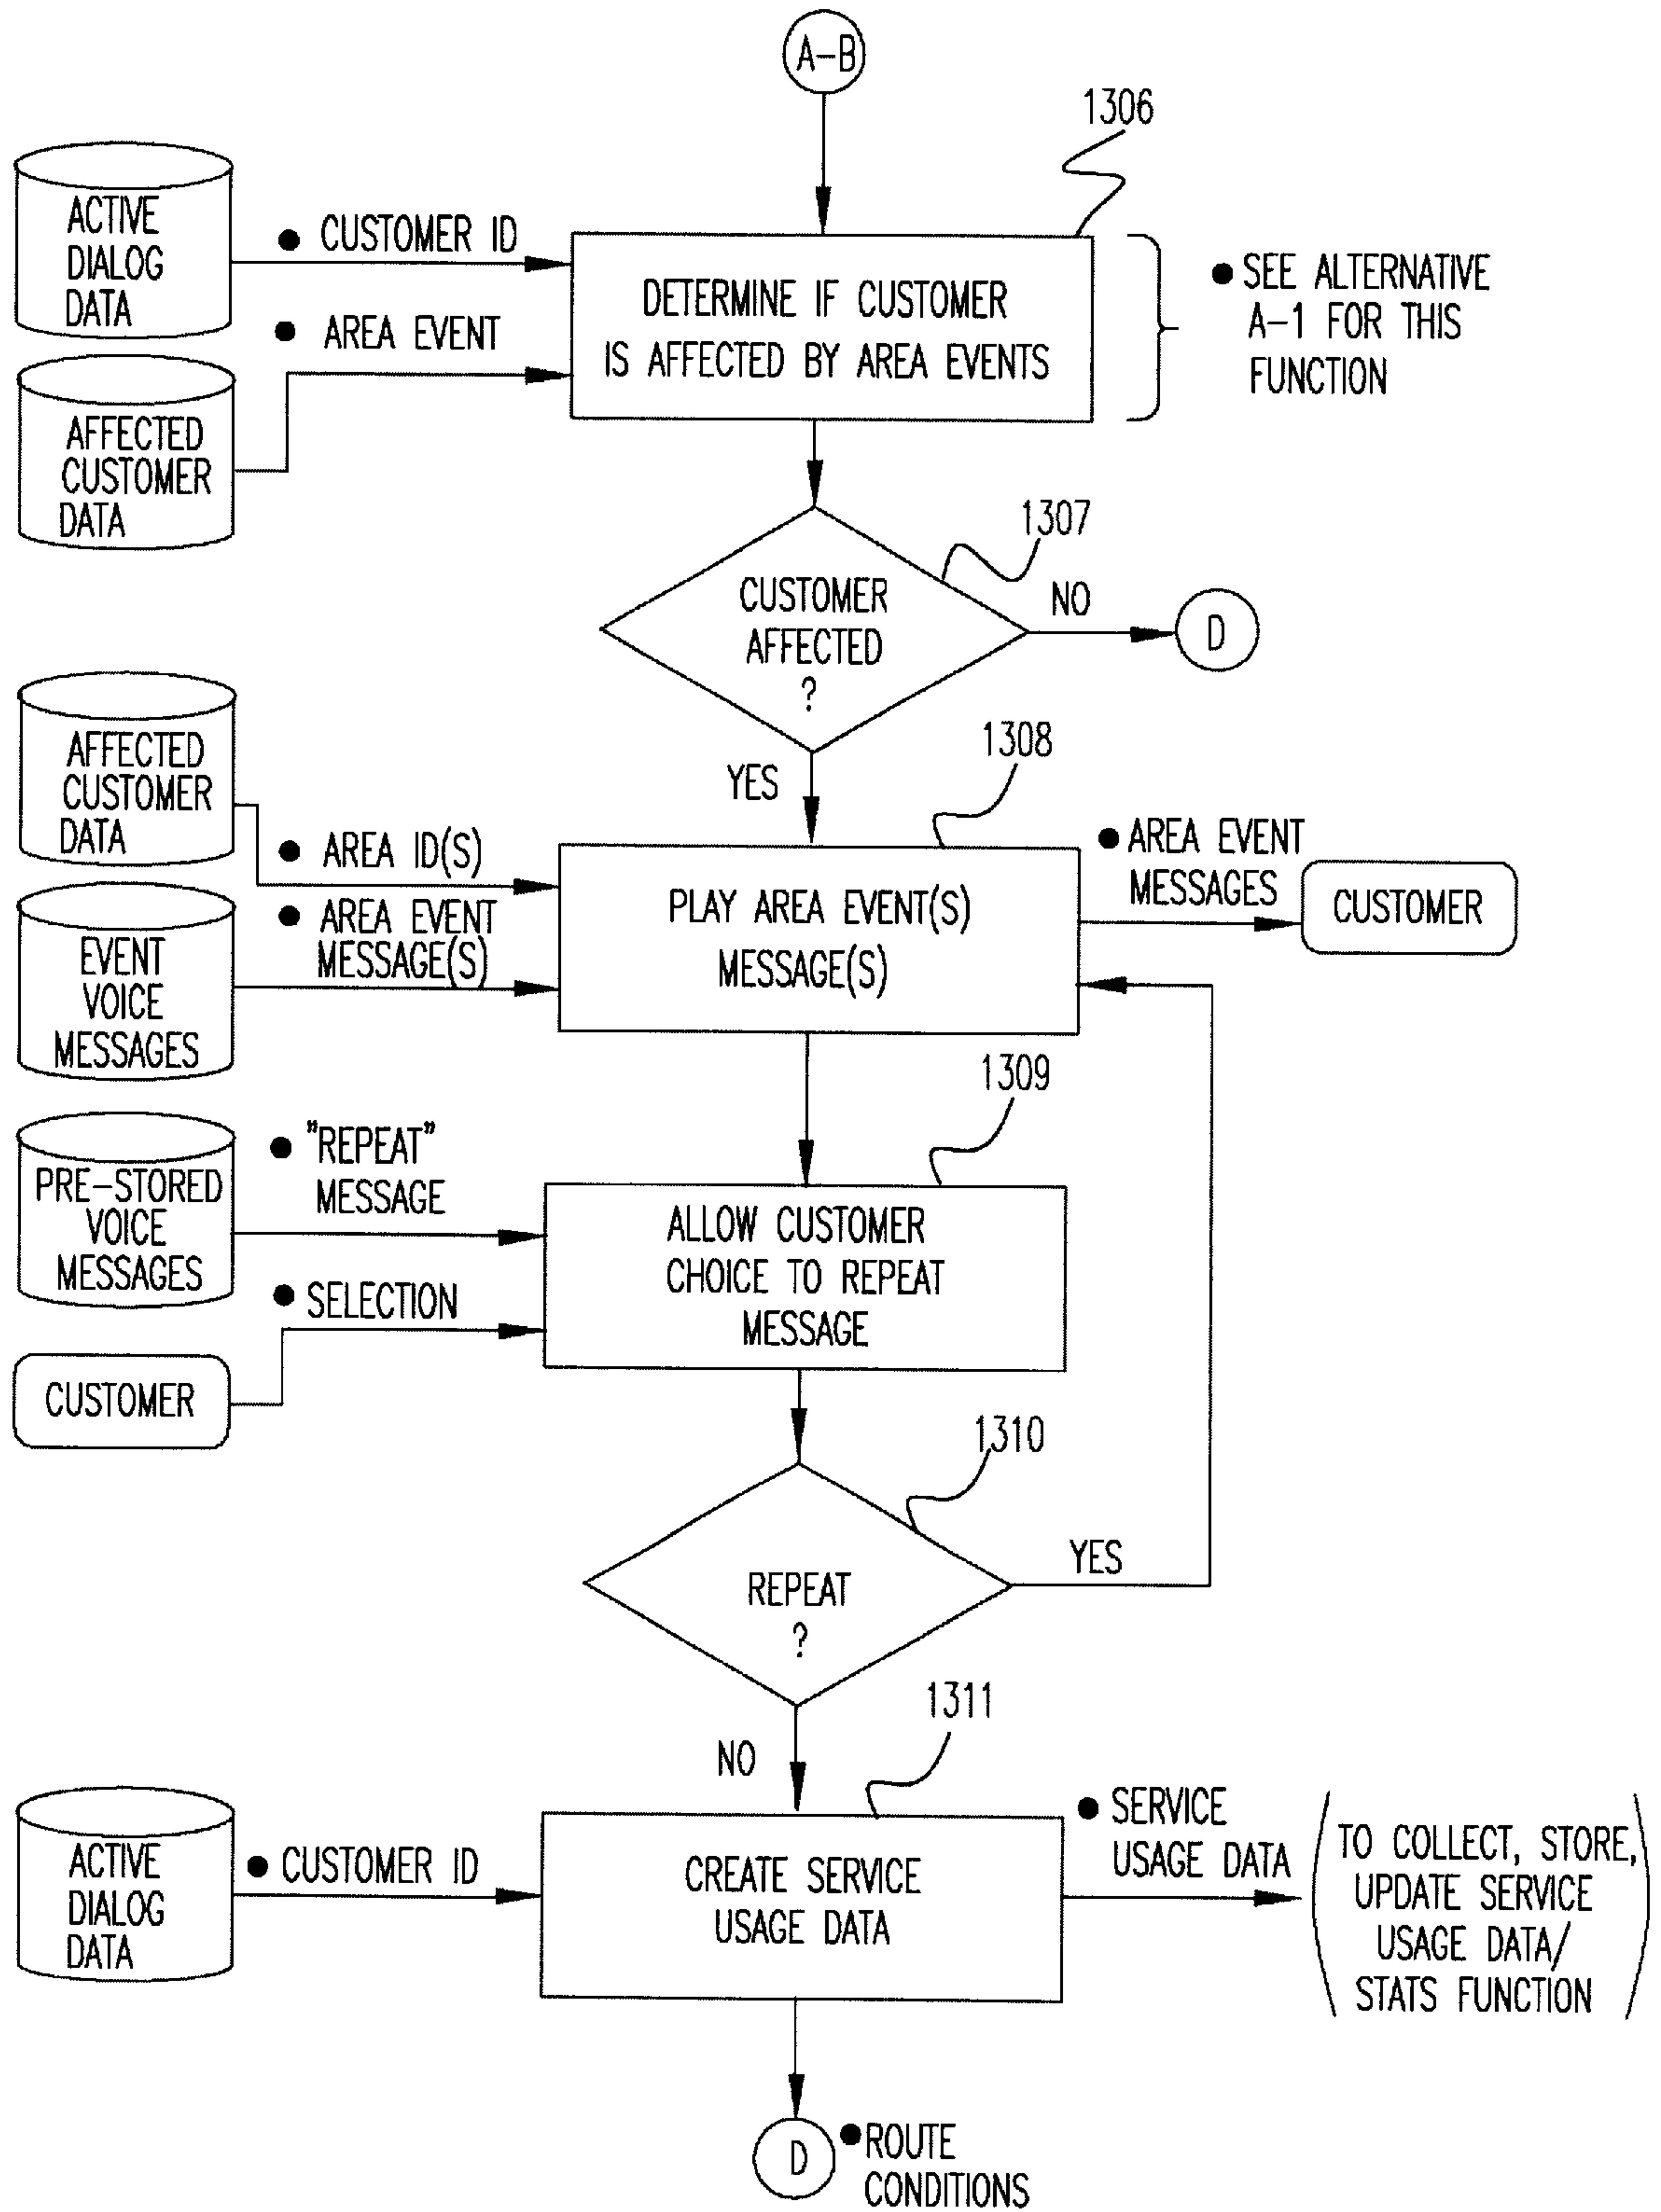 A-B
1306
ACTIVE
DIALOG
DATA
● CUSTOMER ID
● AREA EVENT
DETERMINE IF CUSTOMER
IS AFFECTED BY AREA EVENTS
● SEE ALTERNATIVE
A-1 FOR THIS
FUNCTION
AFFECTED
CUSTOMER
DATA
1307
CUSTOMER
AFFECTED
?
NO
D
YES
1308
AFFECTED
CUSTOMER
DATA
● AREA ID(S)
● AREA EVENT
MESSAGE(S)
PLAY AREA EVENT(S)
MESSAGE(S)
● AREA EVENT
MESSAGES
CUSTOMER
EVENT
VOICE
MESSAGES
1309
PRE-STORED
VOICE
MESSAGES
● "REPEAT"
MESSAGE
● SELECTION
ALLOW CUSTOMER
CHOICE TO REPEAT
MESSAGE
CUSTOMER
1310
REPEAT
?
YES
NO
1311
ACTIVE
DIALOG
DATA
● CUSTOMER ID
CREATE SERVICE
USAGE DATA
● SERVICE
USAGE DATA
TO COLLECT, STORE,
UPDATE SERVICE
USAGE DATA/
STATS FUNCTION
D
● ROUTE
CONDITIONS